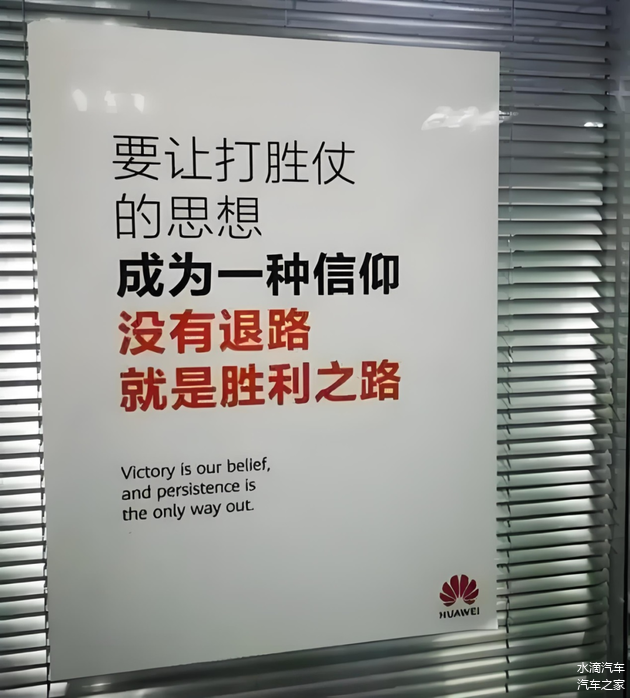 要让打胜仗
的思想
成为一种信仰
没有退路
就是胜利之路
Victory is our belief,
and persistence is
the only way out.
HUAWEI
水滴汽车
汽车之家